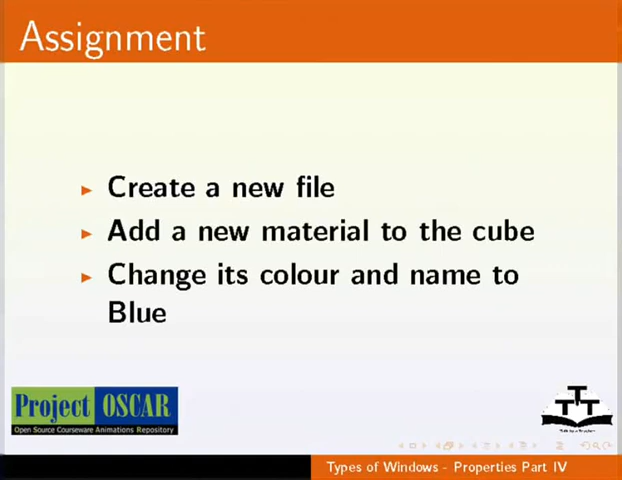 Assignment
Create a new file
Add a new material to the cube
Change its colour and name to
Blue
Project OSCAR
Open Source Courseware Animations Repository
TTT
Types of Windows - Properties Part IV